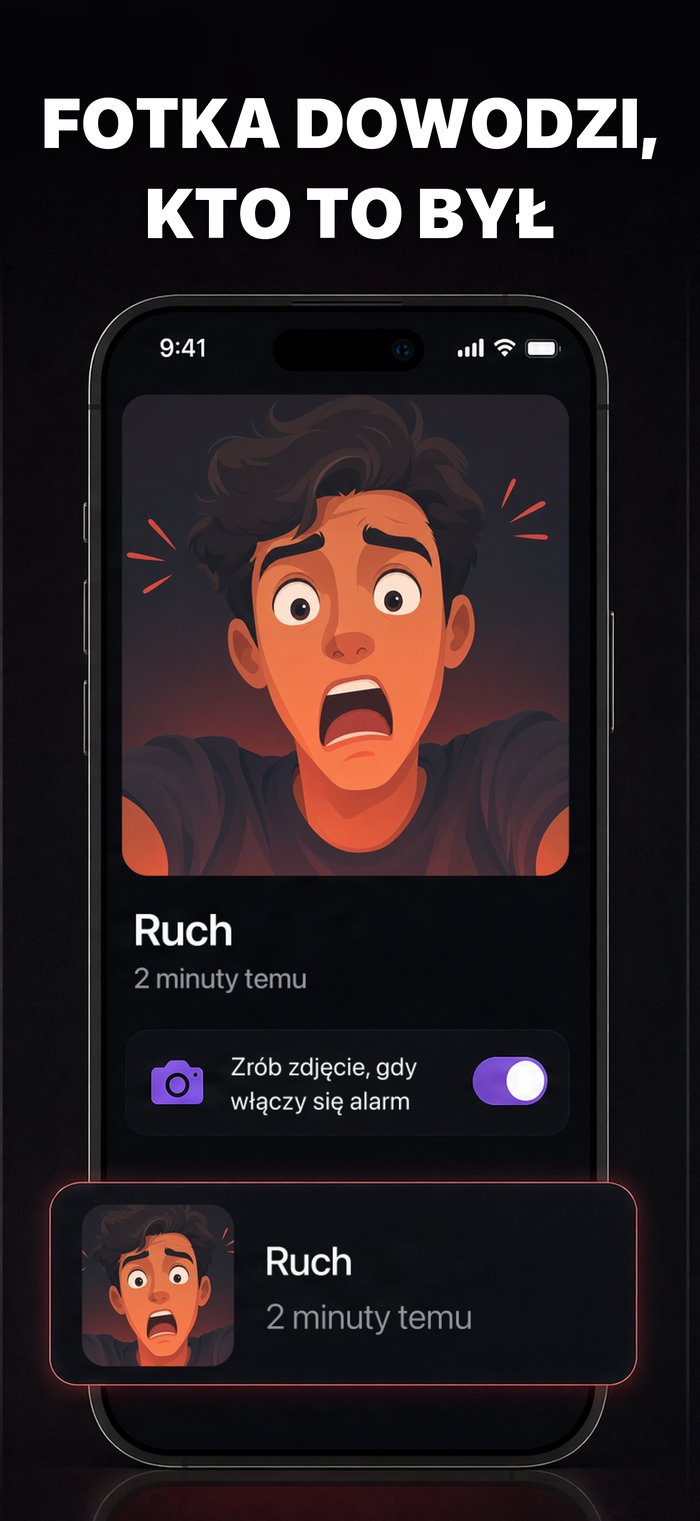 FOTKA DOWODZI,
KTO TO BYŁ
9:41
Ruch
2 minuty temu
Zrób zdjęcie, gdy
włączy się alarm
Ruch
2 minuty temu